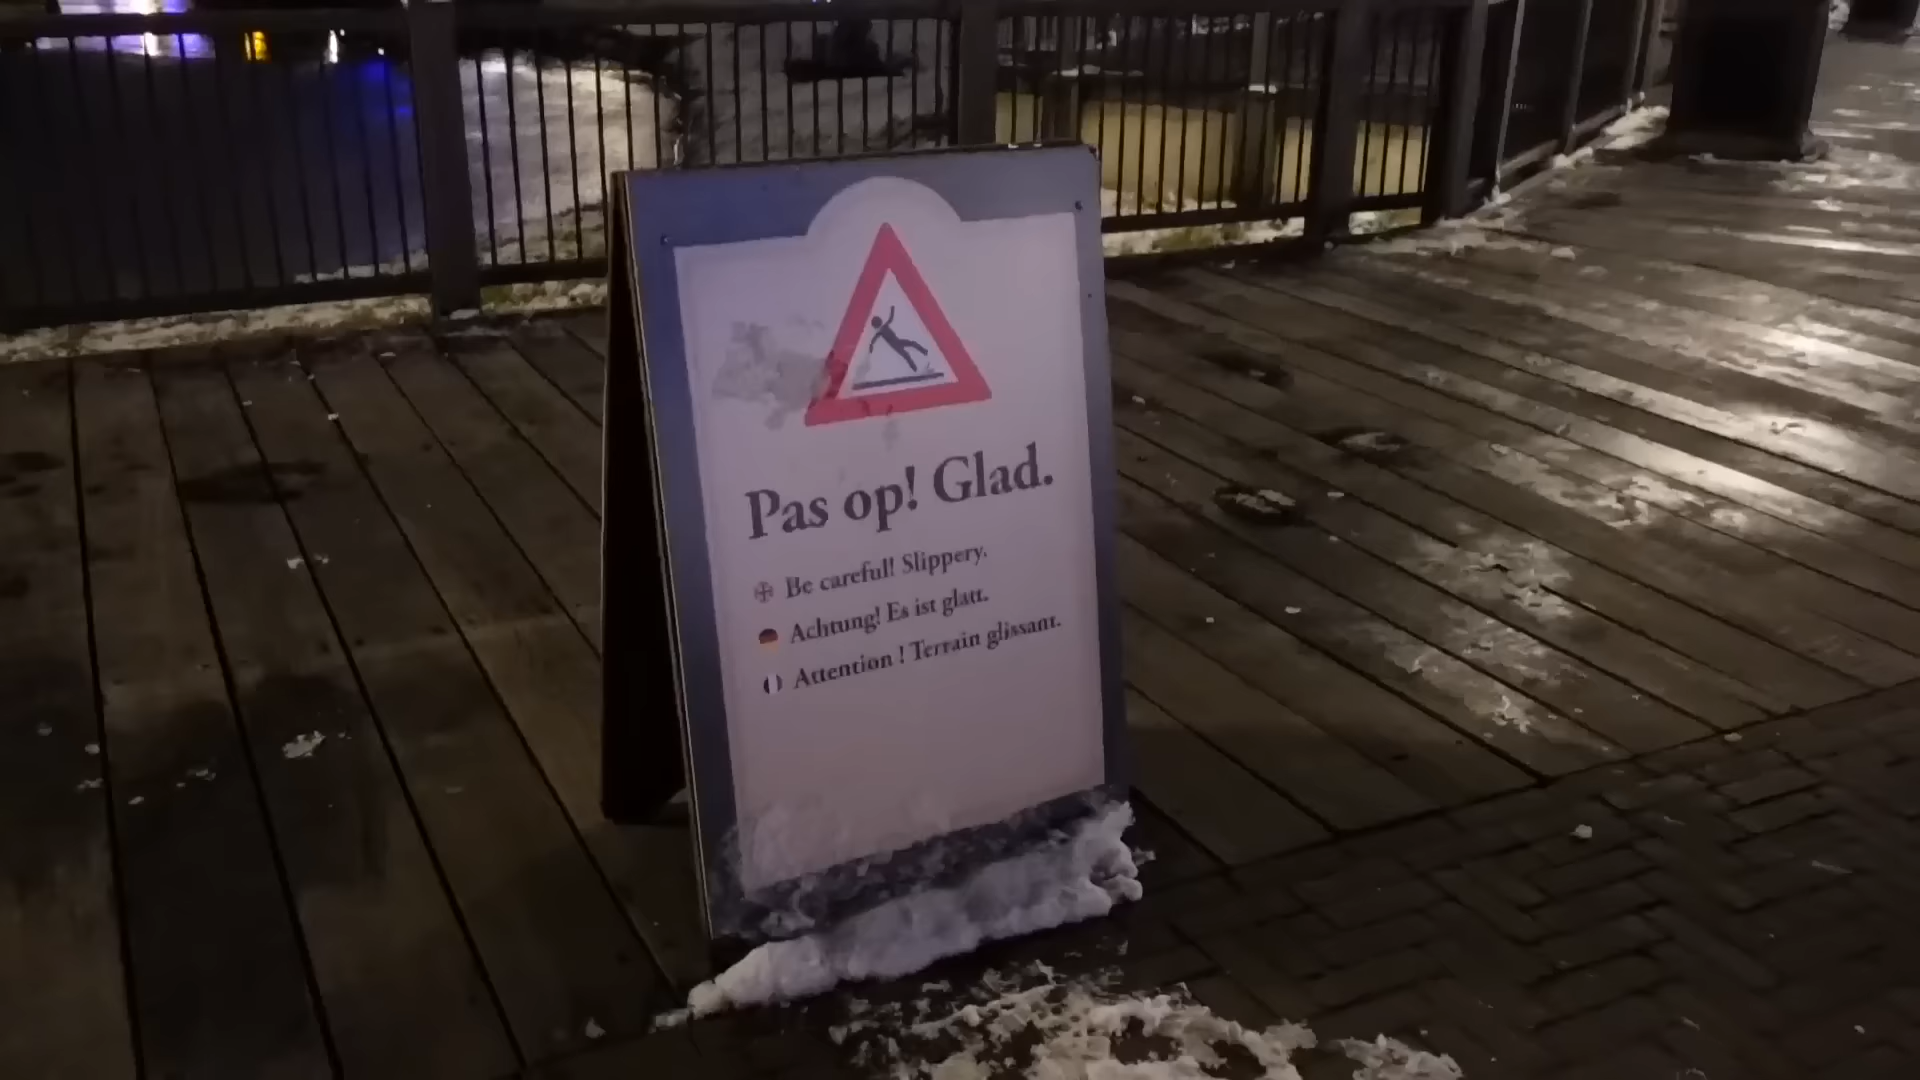 Pas op! Glad.
Be careful! Slippery.
Achtung! Es ist glatt.
Attention ! Terrain glissant.